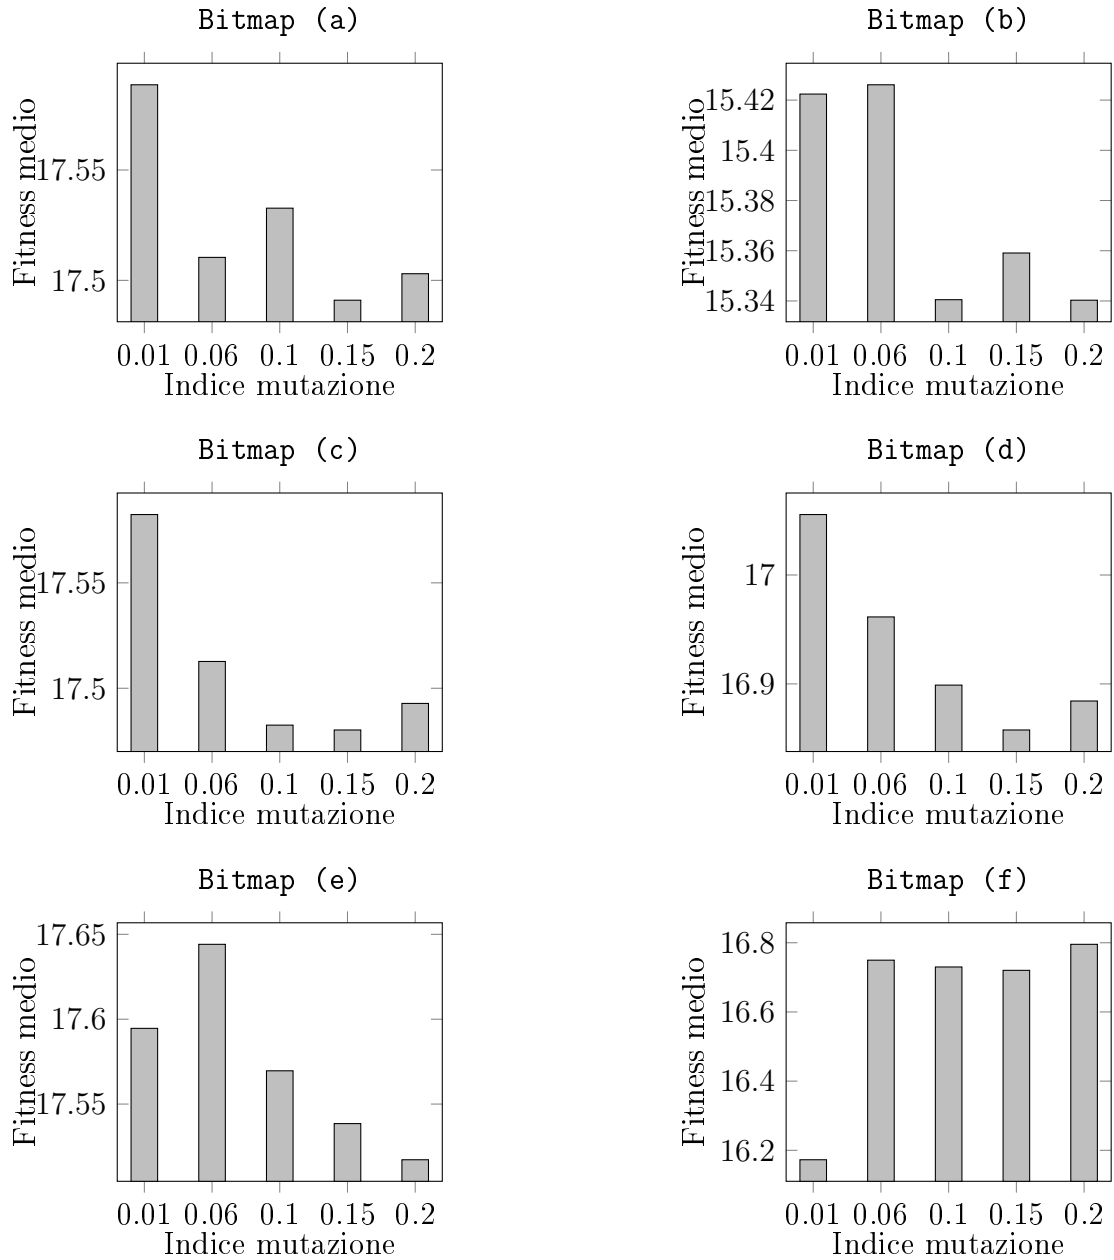 Bitmap (a)
Fitness medio
17.55
17.5
0.01 0.06 0.1 0.15 0.2
Indice mutazione
Bitmap (b)
Fitness medio
15.42
15.4
15.38
15.36
15.34
0.01 0.06 0.1 0.15 0.2
Indice mutazione
Bitmap (c)
Fitness medio
17.55
17.5
0.01 0.06 0.1 0.15 0.2
Indice mutazione
Bitmap (d)
Fitness medio
17
16.9
0.01 0.06 0.1 0.15 0.2
Indice mutazione
Bitmap (e)
Fitness medio
17.65
17.6
17.55
0.01 0.06 0.1 0.15 0.2
Indice mutazione
Bitmap (f)
Fitness medio
16.8
16.6
16.4
16.2
0.01 0.06 0.1 0.15 0.2
Indice mutazione